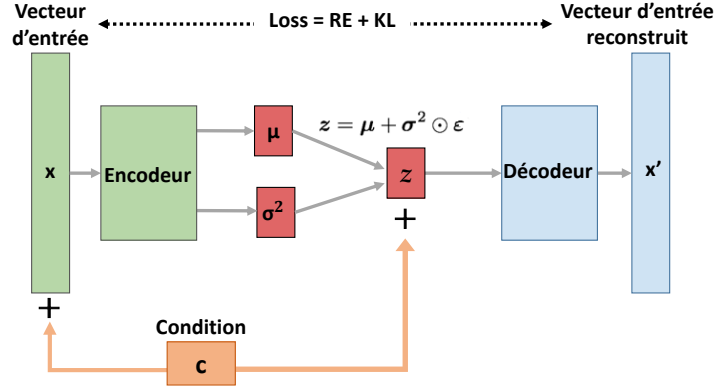 Vecteur
d'entrée
Loss = RE + KL
Vecteur d'entrée
reconstruit
x
Encodeur
μ
σ²
z = μ + σ² ⊙ ε
z
+
Décodeur
x'
+
Condition
c